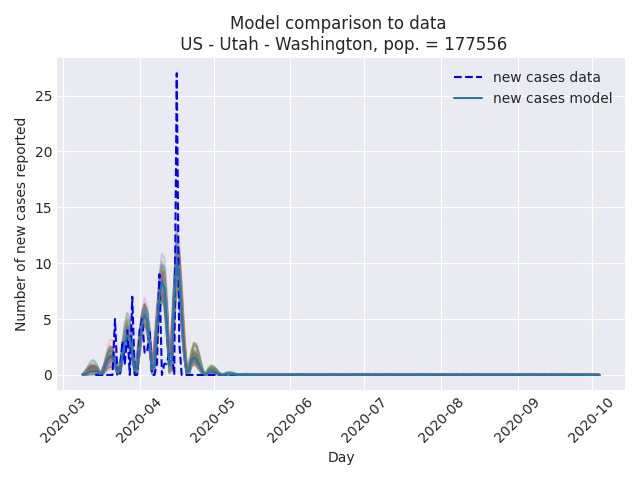 Model comparison to data
US - Utah - Washington, pop. = 177556
new cases data
new cases model
Number of new cases reported
25
20
15
10
5
0
2020-03
2020-04
2020-05
2020-06
2020-07
2020-08
2020-09
2020-10
Day